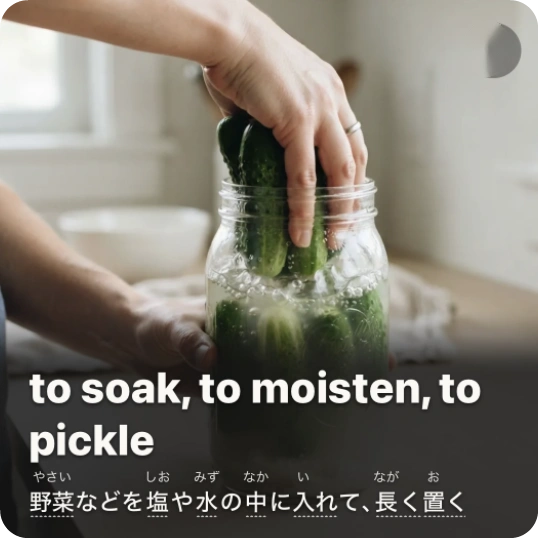 to soak, to moisten, to
pickle
やさい しお みず なか い なが お
野菜などを塩や水の中に入れて、長く置く